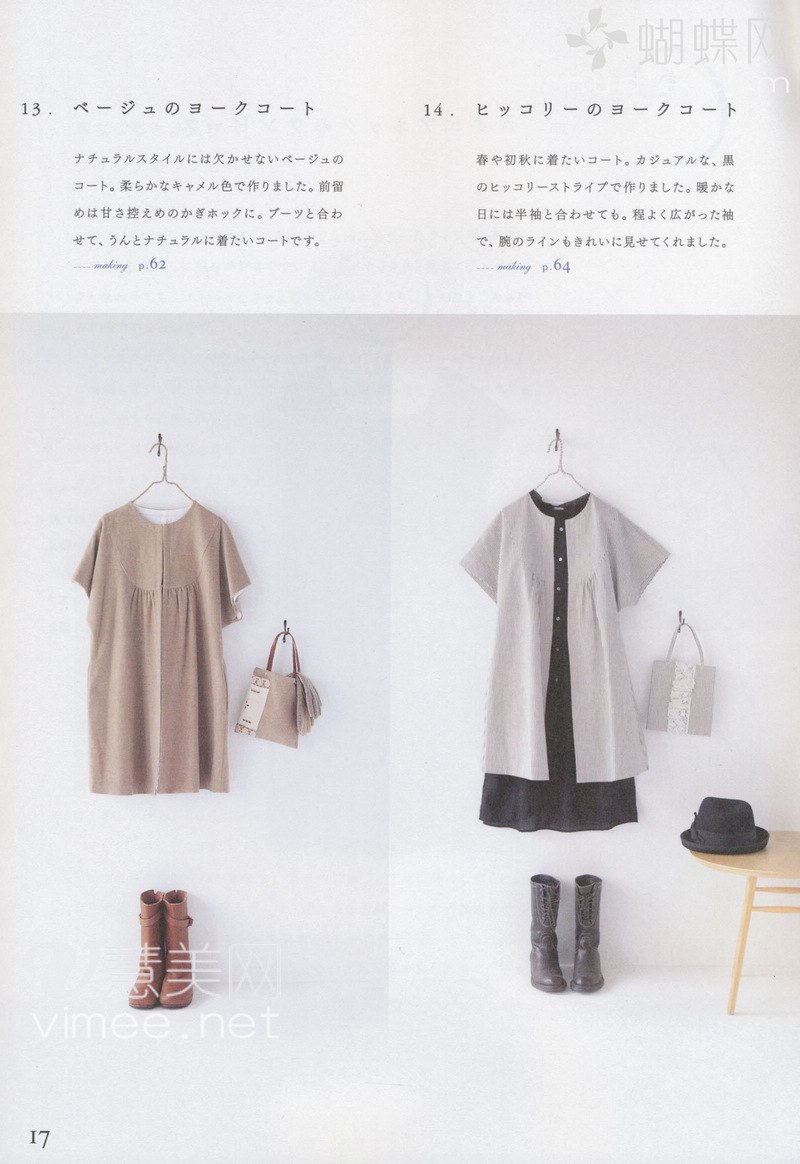 蝴蝶网
13. ベージュのヨークコート
ナチュラルスタイルには欠かせないベージュの
コート。柔らかなキャメル色で作りました。前留
めは甘さ控えめのかぎホックに。ブーツと合わ
せて、うんとナチュラルに着たいコートです。
---- making p.62
14. ヒッコリーのヨークコート
春や初秋に着たいコート。カジュアルな、黒
のヒッコリーストライプで作りました。暖かな
日には半袖と合わせても。程よく広がった袖
で、腕のラインもきれいに見せてくれました。
---- making p.64
慧美网
vimee.net
17